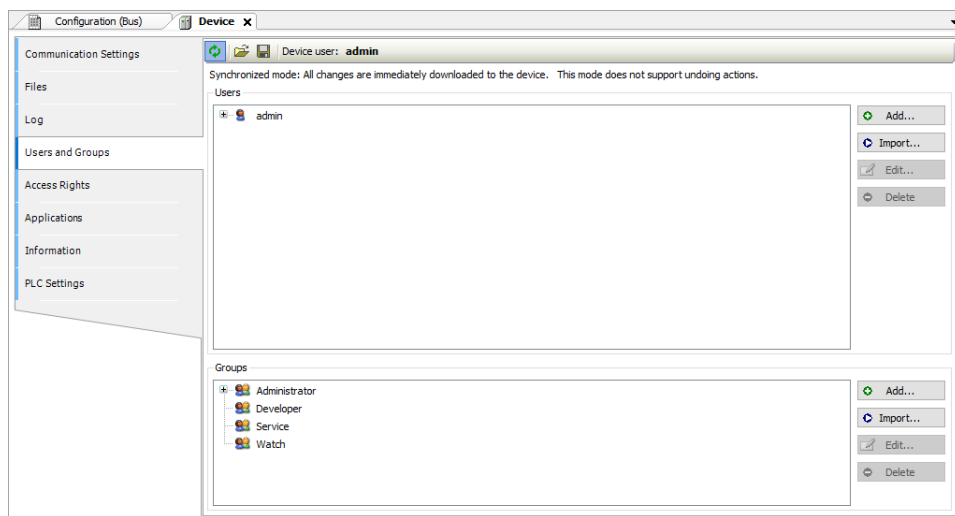 Configuration (Bus)
Device
Communication Settings
Files
Log
Users and Groups
Access Rights
Applications
Information
PLC Settings
Device user: admin
Synchronized mode: All changes are immediately downloaded to the device. This mode does not support undoing actions.
Users
admin
Add...
Import...
Edit...
Delete
Groups
Administrator
Developer
Service
Watch
Add...
Import...
Edit...
Delete